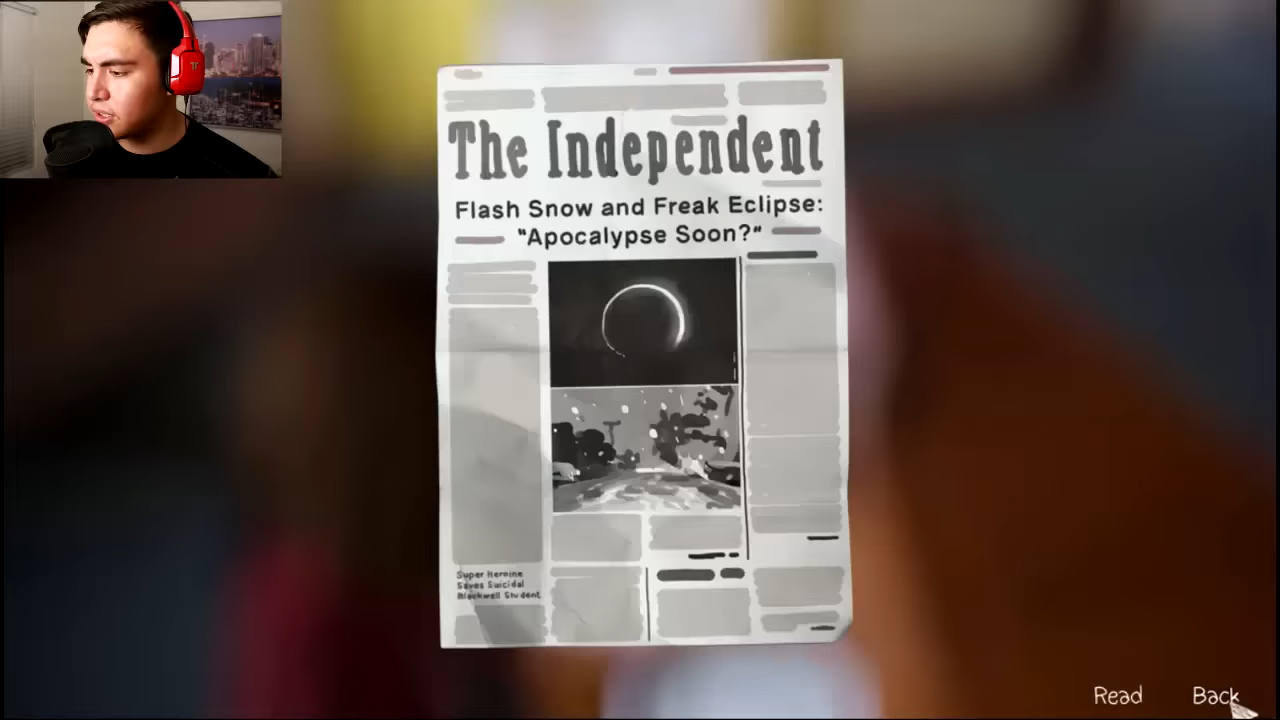 The Independent
Flash Snow and Freak Eclipse:
"Apocalypse Soon?"
Super Heroine
Saves Suicidal
Blackwell Student
Read
Back